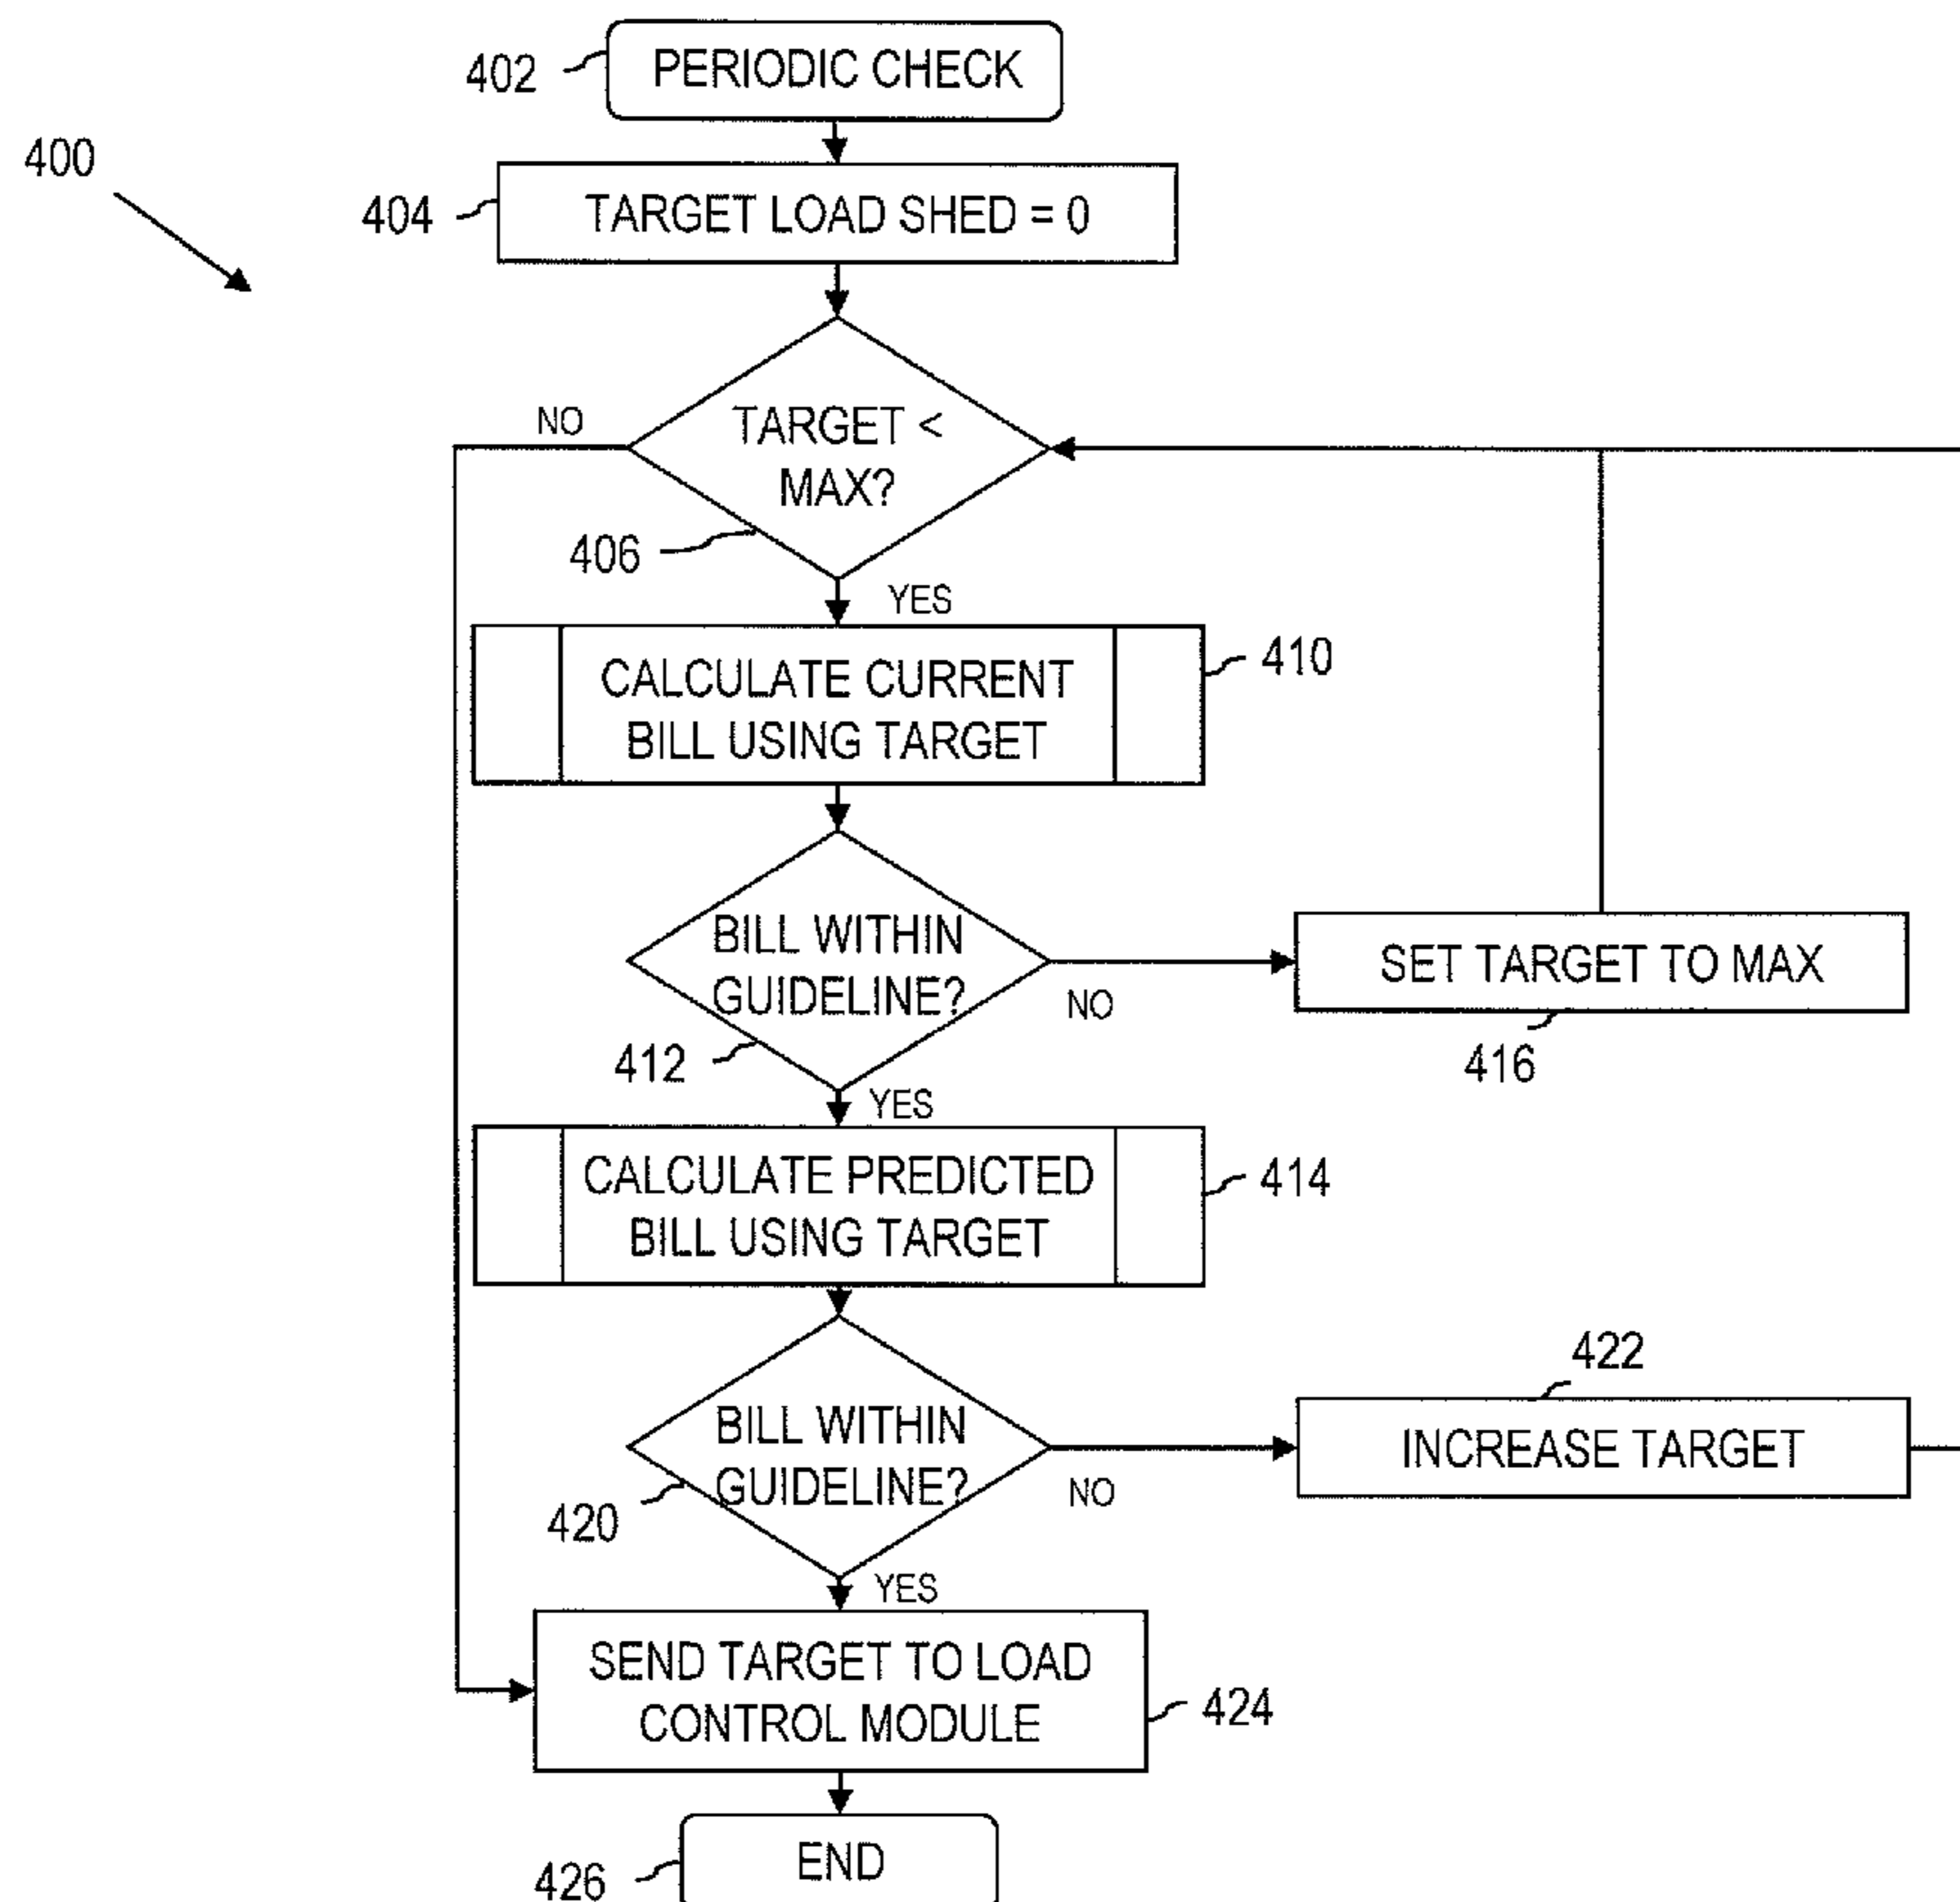 402
PERIODIC CHECK
400
404
TARGET LOAD SHED = 0
NO
TARGET <
MAX?
406
YES
CALCULATE CURRENT
BILL USING TARGET
410
BILL WITHIN
GUIDELINE?
NO
412
SET TARGET TO MAX
416
YES
CALCULATE PREDICTED
BILL USING TARGET
414
BILL WITHIN
GUIDELINE?
NO
420
422
INCREASE TARGET
YES
SEND TARGET TO LOAD
CONTROL MODULE
424
END
426